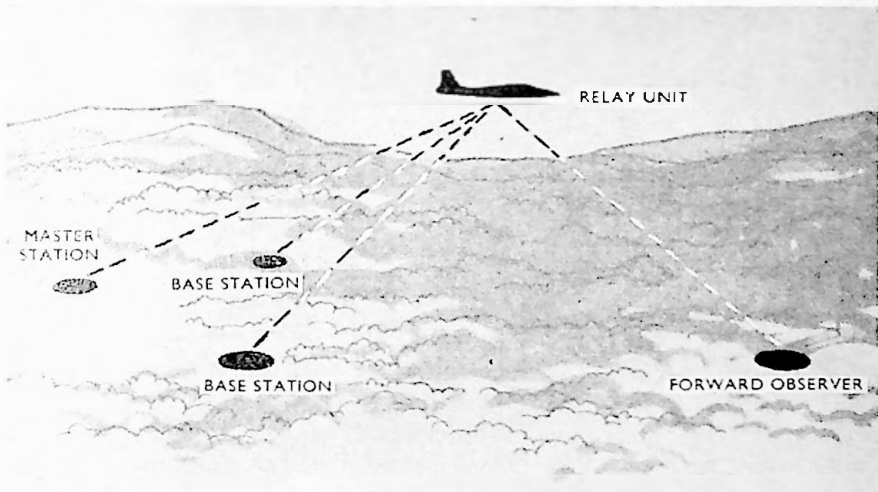 RELAY UNIT
MASTER
STATION
BASE STATION
BASE STATION
FORWARD OBSERVER